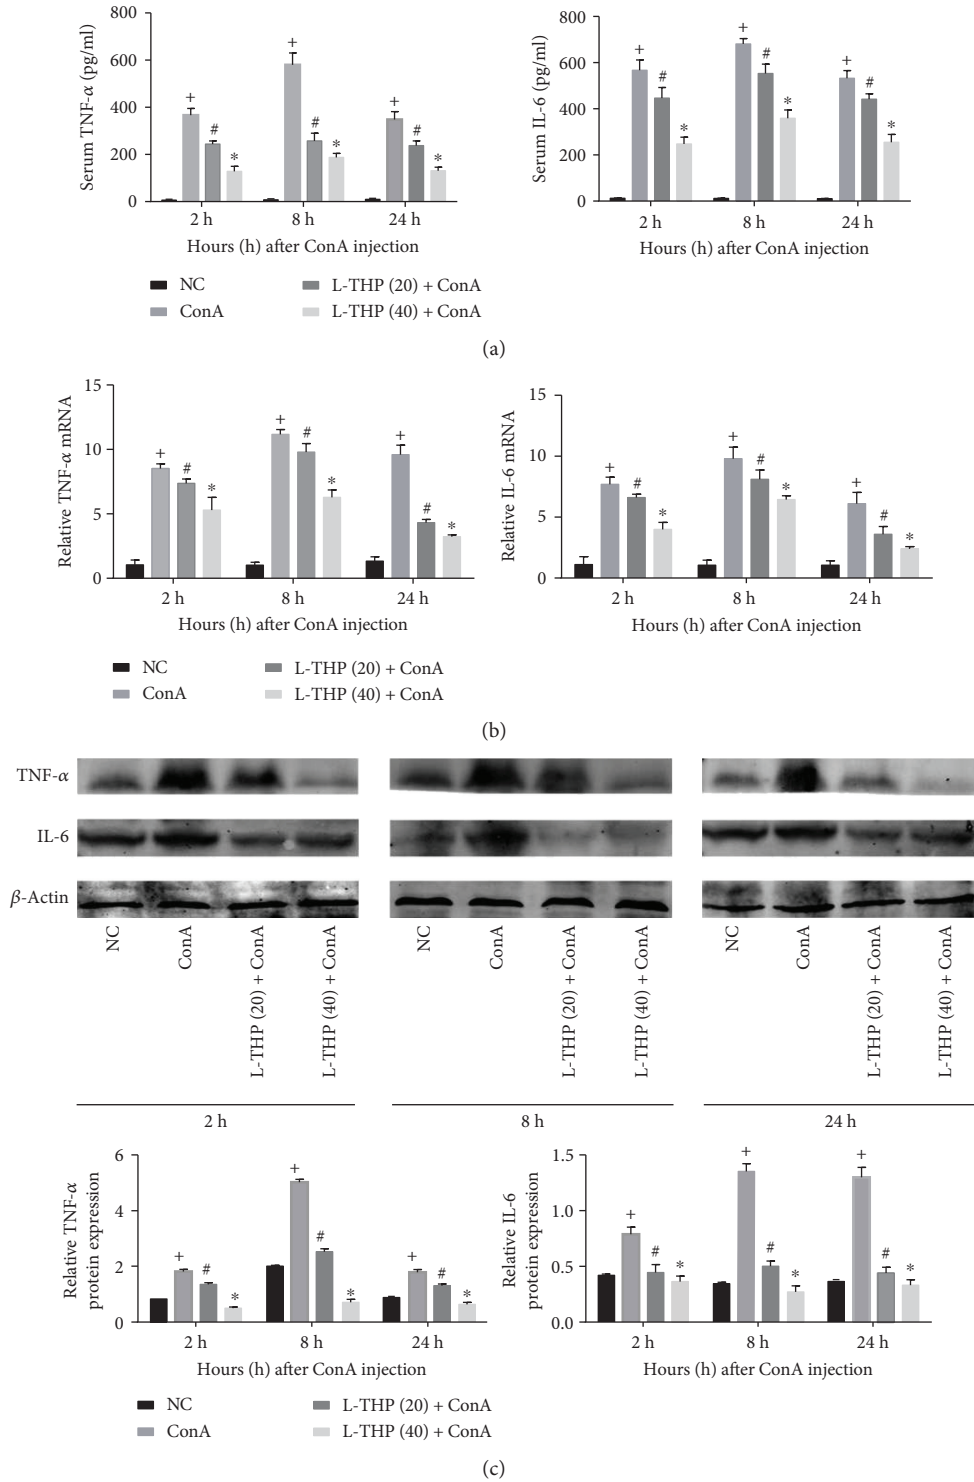 Serum TNF-α (pg/ml)
800
600
400
200
0
+ # *
+ # *
+ # *
2 h 8 h 24 h
Hours (h) after ConA injection
Serum IL-6 (pg/ml)
800
600
400
200
0
+ # *
+ # *
+ # *
2 h 8 h 24 h
Hours (h) after ConA injection
NC
ConA
L-THP (20) + ConA
L-THP (40) + ConA
(a)
Relative TNF-α mRNA
15
10
5
0
+ # *
+ # *
+ # *
2 h 8 h 24 h
Hours (h) after ConA injection
Relative IL-6 mRNA
15
10
5
0
+ # *
+ # *
+ # *
2 h 8 h 24 h
Hours (h) after ConA injection
NC
ConA
L-THP (20) + ConA
L-THP (40) + ConA
(b)
TNF-α
IL-6
β-Actin
NC
ConA
L-THP (20) + ConA
L-THP (40) + ConA
2 h
NC
ConA
L-THP (20) + ConA
L-THP (40) + ConA
8 h
NC
ConA
L-THP (20) + ConA
L-THP (40) + ConA
24 h
Relative TNF-α
protein expression
6
4
2
0
+ # *
+ # *
+ # *
2 h 8 h 24 h
Hours (h) after ConA injection
Relative IL-6
protein expression
1.5
1.0
0.5
0.0
+ # *
+ # *
+ # *
2 h 8 h 24 h
Hours (h) after ConA injection
NC
ConA
L-THP (20) + ConA
L-THP (40) + ConA
(c)